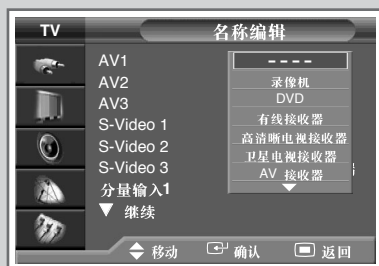 TV
名称编辑
AV1
AV2
AV3
S-Video 1
S-Video 2
S-Video 3
分量输入1
▼ 继续
----
录像机
DVD
有线接收器
高清晰电视接收器
卫星电视接收器
AV 接收器
移动 确认 返回